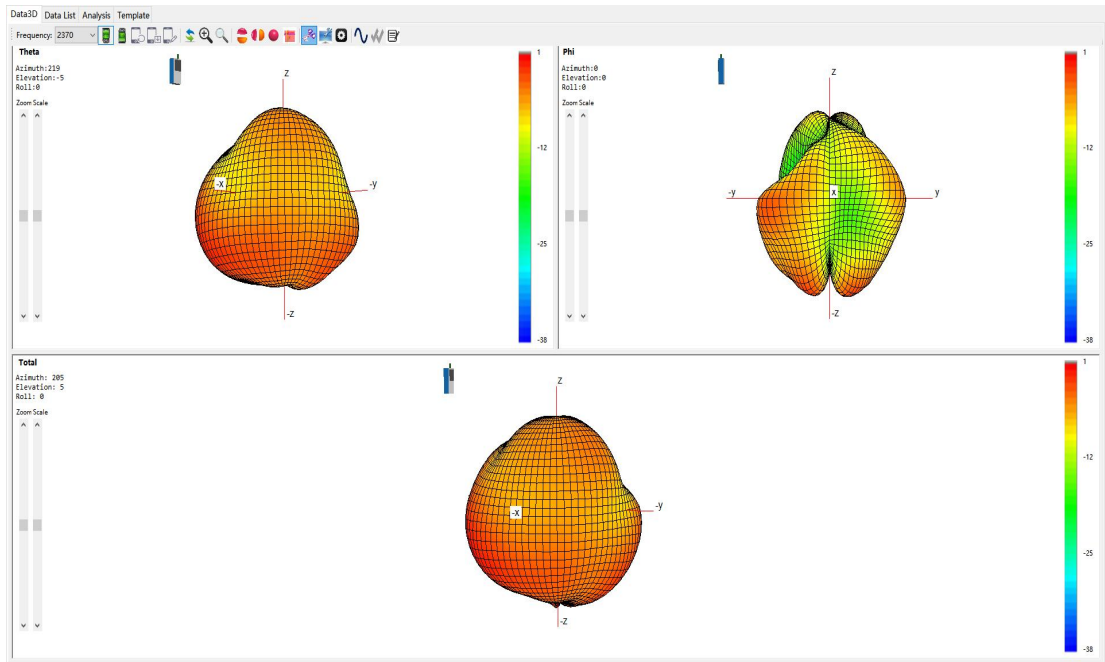 Data3D Data List Analysis Template
Frequency: 2370
Theta
Azimuth:219
Elevation:-5
Roll:0
Zoom Scale
Z
-X
-y
-Z
1
-12
-25
-38
Phi
Azimuth:0
Elevation:0
Roll:0
Zoom Scale
Z
-y
X
y
-Z
1
-12
-25
-38
Total
Azimuth: 205
Elevation: 5
Roll: 0
Zoom Scale
Z
-X
-y
-Z
1
-12
-25
-38